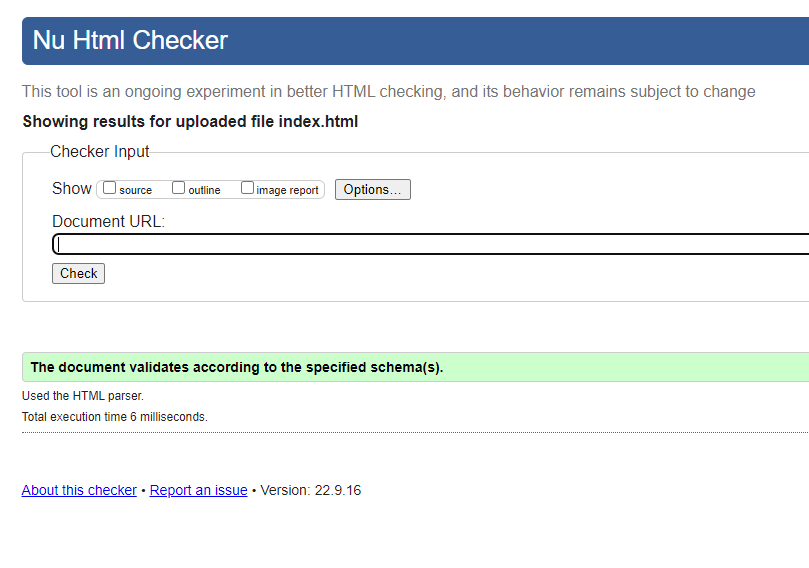 Nu Html Checker
This tool is an ongoing experiment in better HTML checking, and its behavior remains subject to change
Showing results for uploaded file index.html
Checker Input
Show source outline image report Options...
Document URL:
Check
The document validates according to the specified schema(s).
Used the HTML parser.
Total execution time 6 milliseconds.
About this checker • Report an issue • Version: 22.9.16